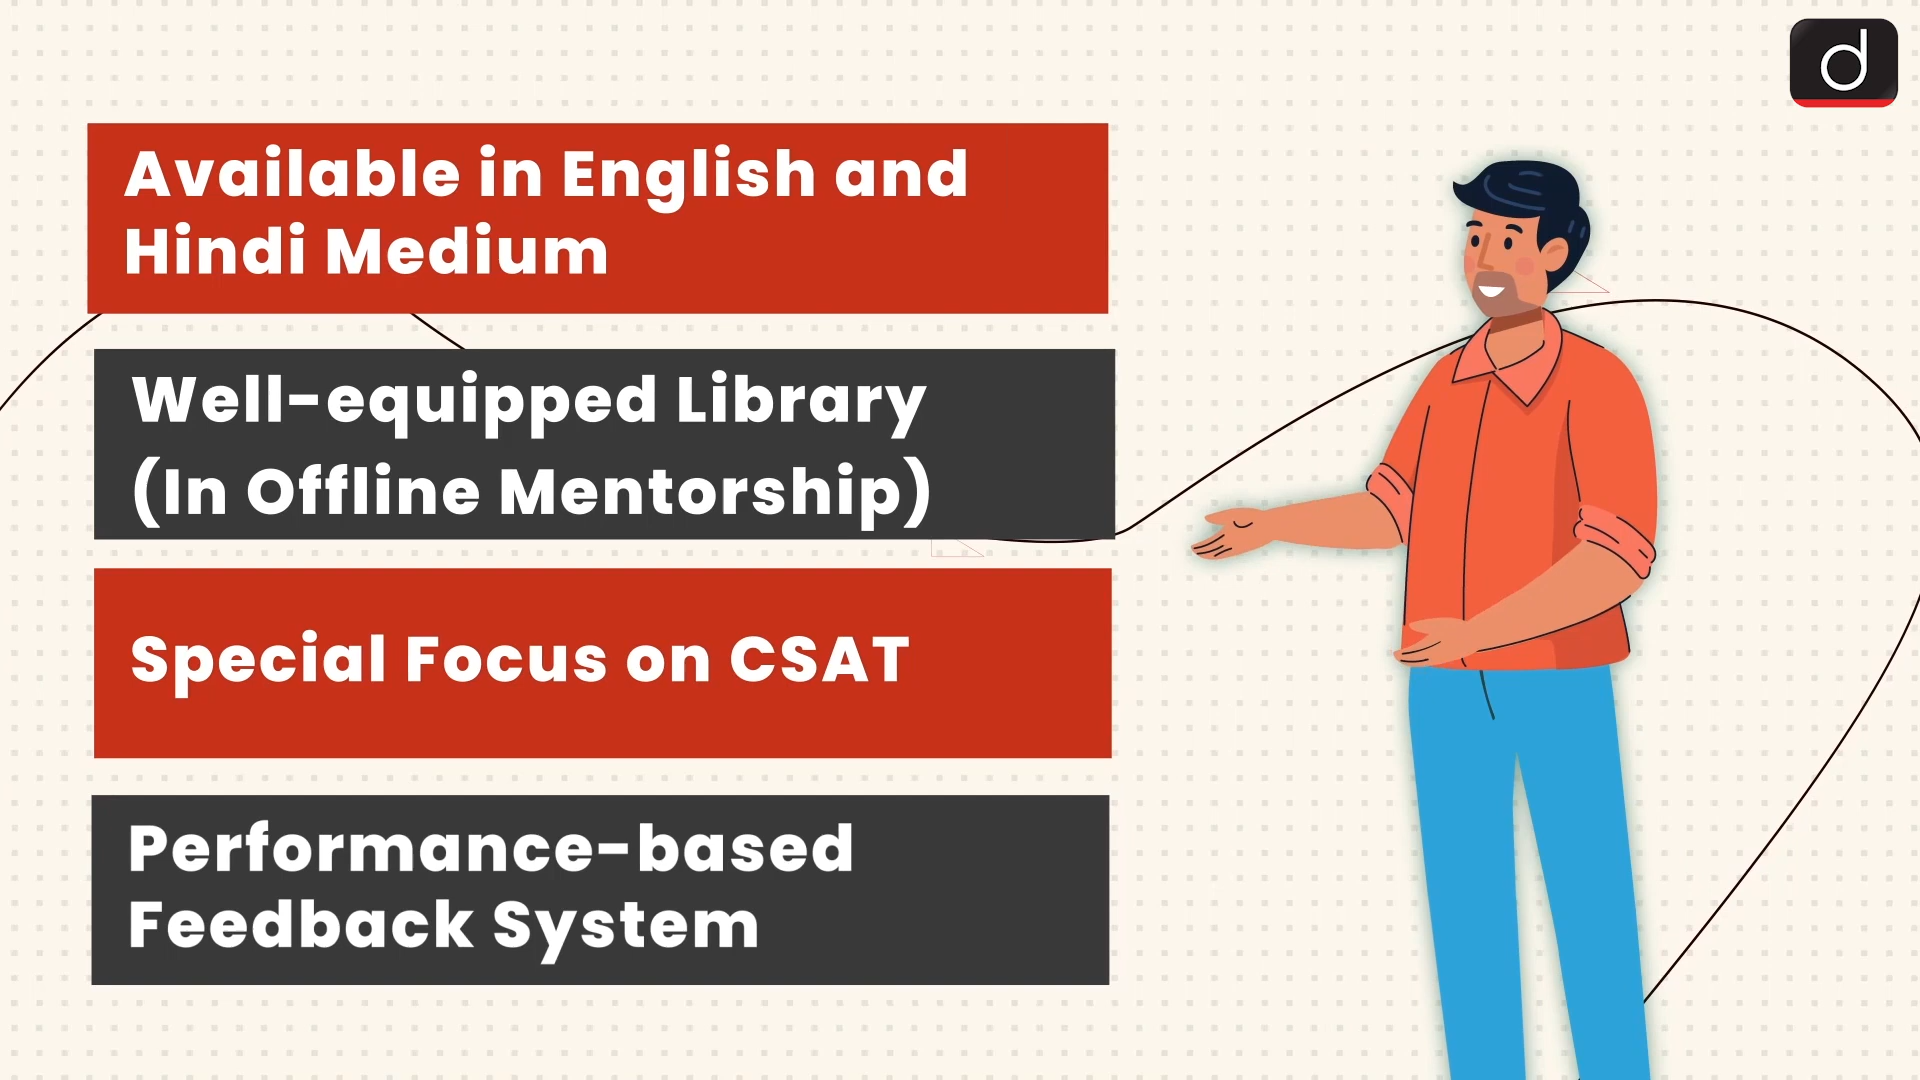 d
Available in English and
Hindi Medium
Well-equipped Library
(In Offline Mentorship)
Special Focus on CSAT
Performance-based
Feedback System